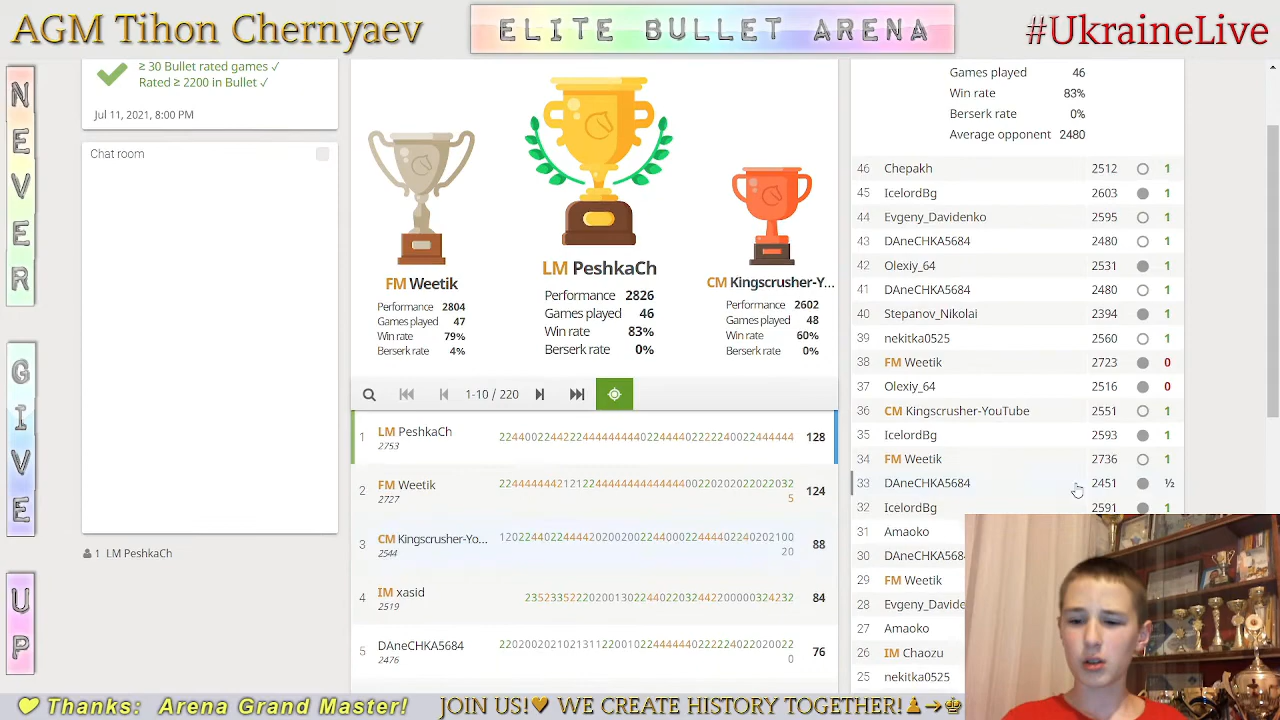 AGM Tihon Chernyaev
ELITE BULLET ARENA
#UkraineLive
NEVER
GIVE
UP
≥ 30 Bullet rated games ✓
Rated ≥ 2200 in Bullet ✓
Jul 11, 2021, 8:00 PM
Chat room
1 LM PeshkaCh
FM Weetik
Performance 2804
Games played 47
Win rate 79%
Berserk rate 4%
LM PeshkaCh
Performance 2826
Games played 46
Win rate 83%
Berserk rate 0%
CM Kingscrusher-Y...
Performance 2602
Games played 48
Win rate 60%
Berserk rate 0%
1-10 / 220
1 LM PeshkaCh 128
2753
2 FM Weetik 124
2727
3 CM Kingscrusher-Yo... 88
2544
4 IM xasid 84
2519
5 DAneCHKA5684 76
2476
Games played 46
Win rate 83%
Berserk rate 0%
Average opponent 2480
46 Chepakh 2512 1
45 IcelordBg 2603 1
44 Evgeny_Davidenko 2595 1
43 DAneCHKA5684 2480 1
42 Olexiy_64 2531 1
41 DAneCHKA5684 2480 1
40 Stepanov_Nikolai 2394 1
39 nekitka0525 2560 1
38 FM Weetik 2723 0
37 Olexiy_64 2516 0
36 CM Kingscrusher-YouTube 2551 1
35 IcelordBg 2593 1
34 FM Weetik 2736 1
33 DAneCHKA5684 2451 ½
32 IcelordBg 2591 1
31 Amaoko
30 DAneCHKA568
29 FM Weetik
28 Evgeny_Davide
27 Amaoko
26 IM Chaozu
25 nekitka0525
Thanks: Arena Grand Master!
JOIN US! WE CREATE HISTORY TOGETHER!